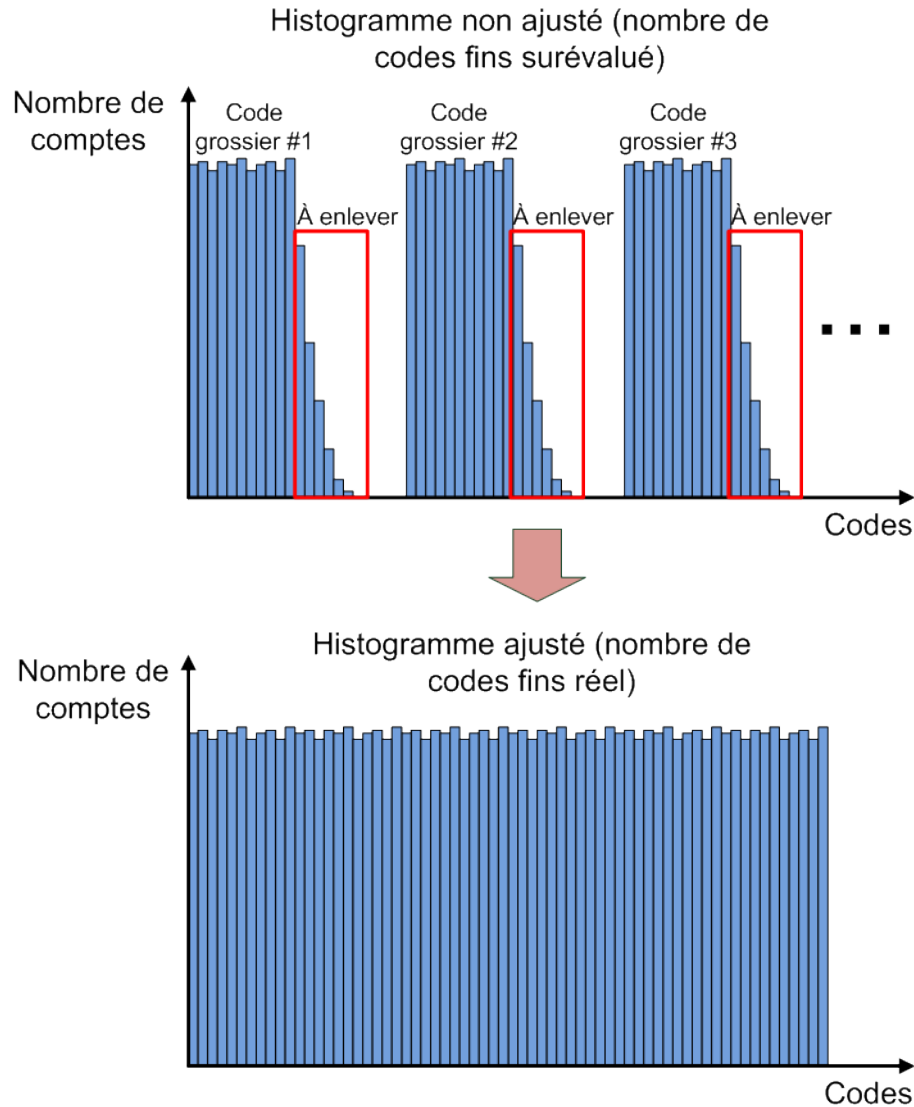 Histogramme non ajusté (nombre de
codes fins surévalué)
Nombre de
comptes
Code
grossier #1
Code
grossier #2
Code
grossier #3
À enlever
À enlever
À enlever
Codes
Histogramme ajusté (nombre de
codes fins réel)
Nombre de
comptes
Codes